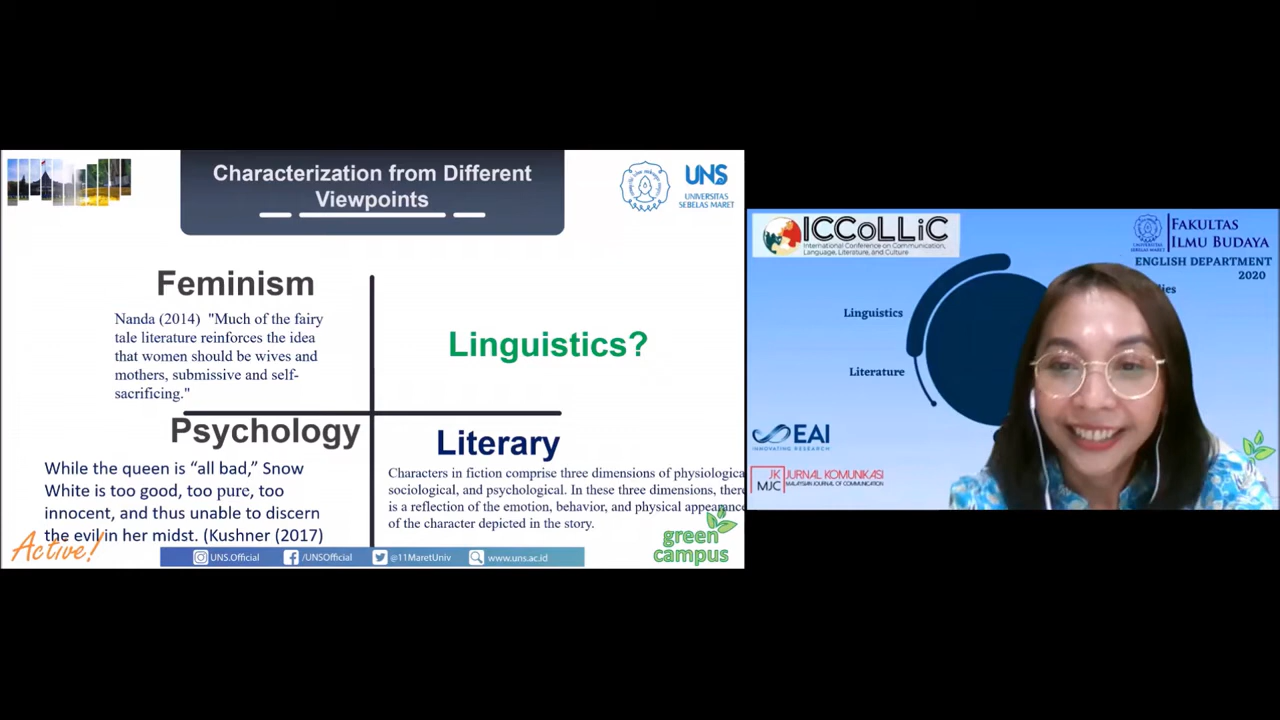 Characterization from Different
Viewpoints
UNS
UNIVERSITAS
SEBELAS MARET
Feminism
Nanda (2014) "Much of the fairy
tale literature reinforces the idea
that women should be wives and
mothers, submissive and self-
sacrificing."
Linguistics?
Psychology
While the queen is “all bad,” Snow
White is too good, too pure, too
innocent, and thus unable to discern
the evil in her midst. (Kushner (2017)
Literary
Characters in fiction comprise three dimensions of physiologica
sociological, and psychological. In these three dimensions, there
is a reflection of the emotion, behavior, and physical appearance
of the character depicted in the story.
Active!
UNS.Official
/UNSOfficial
@11MaretUniv
www.uns.ac.id
green
campus
ICCoLLiC
International Conference on Communication,
Language, Literature, and Culture
FAKULTAS
ILMU BUDAYA
ENGLISH DEPARTMENT
2020
Linguistics
Literature
EAI
INNOVATING RESEARCH
JK
MJC
JURNAL KOMUNIKASI
MALAYSIAN JOURNAL OF COMMUNICATION